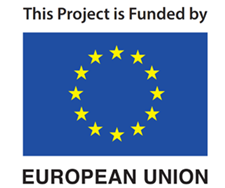 This Project is Funded by
EUROPEAN UNION